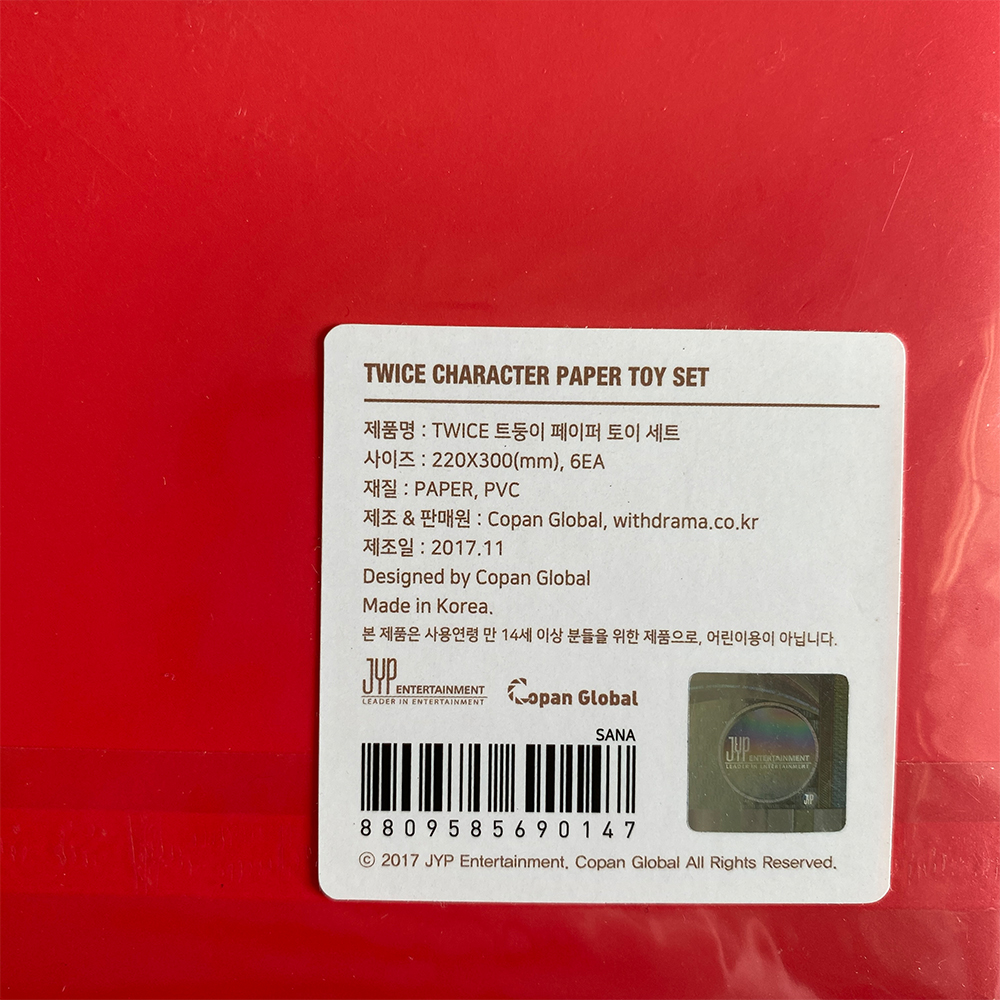 TWICE CHARACTER PAPER TOY SET
제품명 : TWICE 트둥이 페이퍼 토이 세트
사이즈 : 220X300(mm), 6EA
재질 : PAPER, PVC
제조 & 판매원 : Copan Global, withdrama.co.kr
제조일 : 2017.11
Designed by Copan Global
Made in Korea.
본 제품은 사용연령 만 14세 이상 분들을 위한 제품으로, 어린이용이 아닙니다.
JYP ENTERTAINMENT
LEADER IN ENTERTAINMENT
Copan Global
SANA
8809585690147
JYP ENTERTAINMENT
LEADER IN ENTERTAINMENT
JYP
© 2017 JYP Entertainment, Copan Global All Rights Reserved.